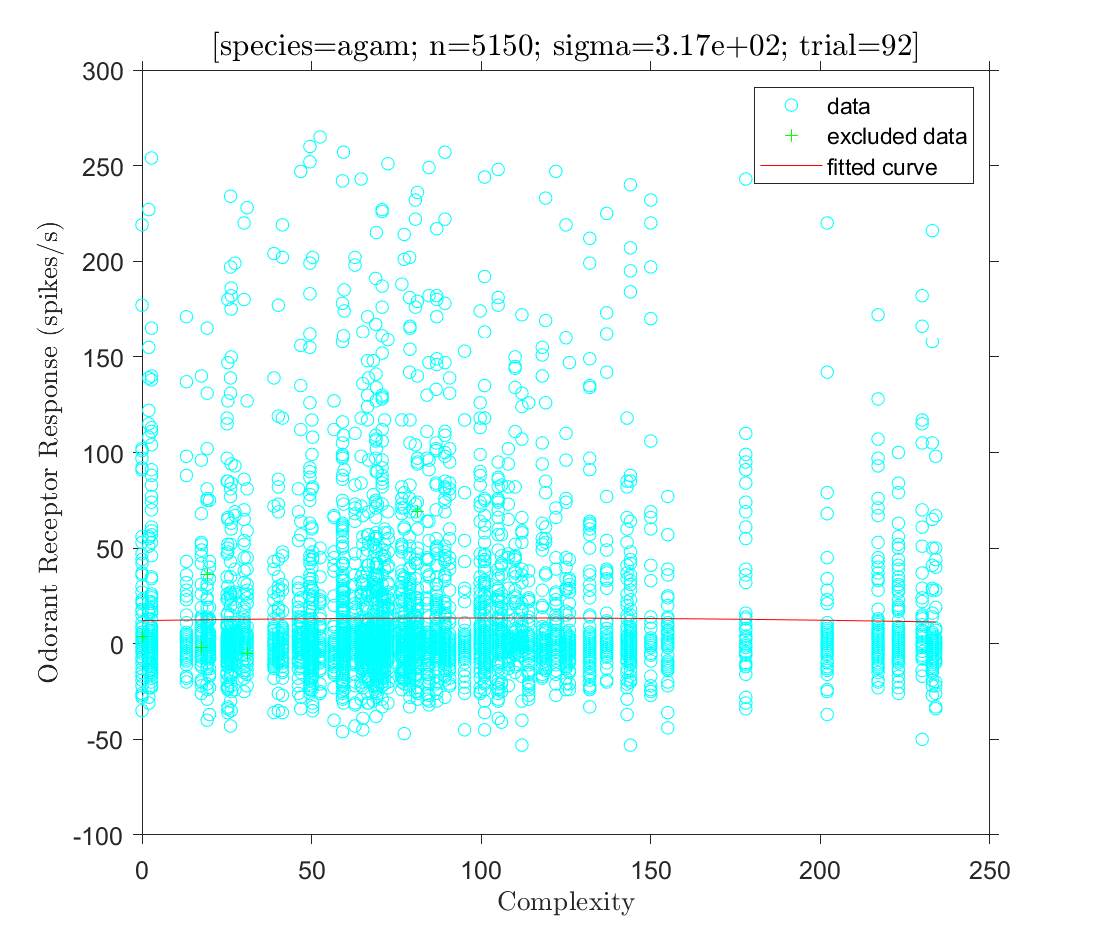 [species=agam; n=5150; sigma=3.17e+02; trial=92]
300
250
200
150
100
50
0
-50
-100
Odorant Receptor Response (spikes/s)
data
excluded data
fitted curve
0 50 100 150 200 250
Complexity